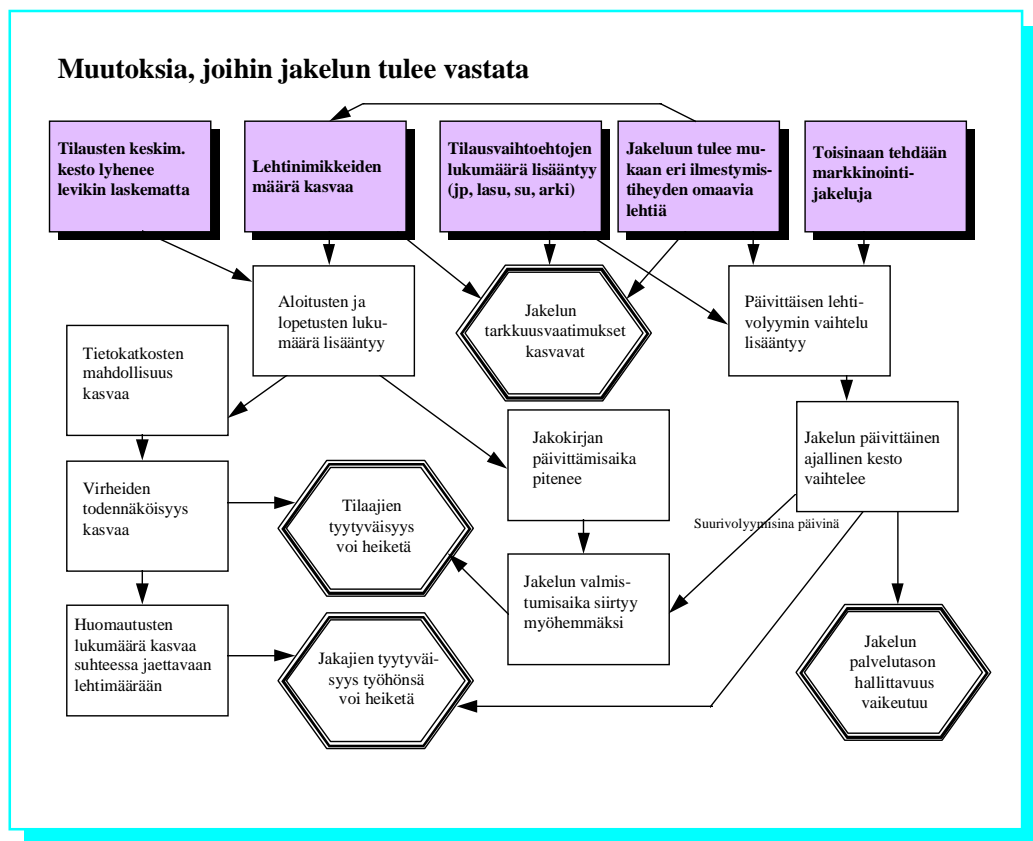 Muutoksia, joihin jakelun tulee vastata
Tilausten keskim.
kesto lyhenee
levikin laskematta
Lehtinimikkeiden
määrä kasvaa
Tilausvaihtoehtojen
lukumäärä lisääntyy
(jp, lasu, su, arki)
Jakeluun tulee mu-
kaan eri ilmestymis-
tiheyden omaavia
lehtiä
Toisinaan tehdään
markkinointi-
jakeluja
Aloitusten ja
lopetusten luku-
määrä lisääntyy
Jakelun
tarkkuusvaatimukset
kasvavat
Päivittäisen lehti-
volyymin vaihtelu
lisääntyy
Tietokatkosten
mahdollisuus
kasvaa
Jakokirjan
päivittämisaika
pitenee
Jakelun päivittäinen
ajallinen kesto
vaihtelee
Virheiden
todennäköisyys
kasvaa
Tilaajien
tyytyväisyys
voi heiketä
Suurivolyymisina päivinä
Jakelun valmis-
tumisaika siirtyy
myöhemmäksi
Huomautusten
lukumäärä kasvaa
suhteessa jaettavaan
lehtimäärään
Jakajien tyytyväi-
syys työhönsä
voi heiketä
Jakelun
palvelutason
hallittavuus
vaikeutuu